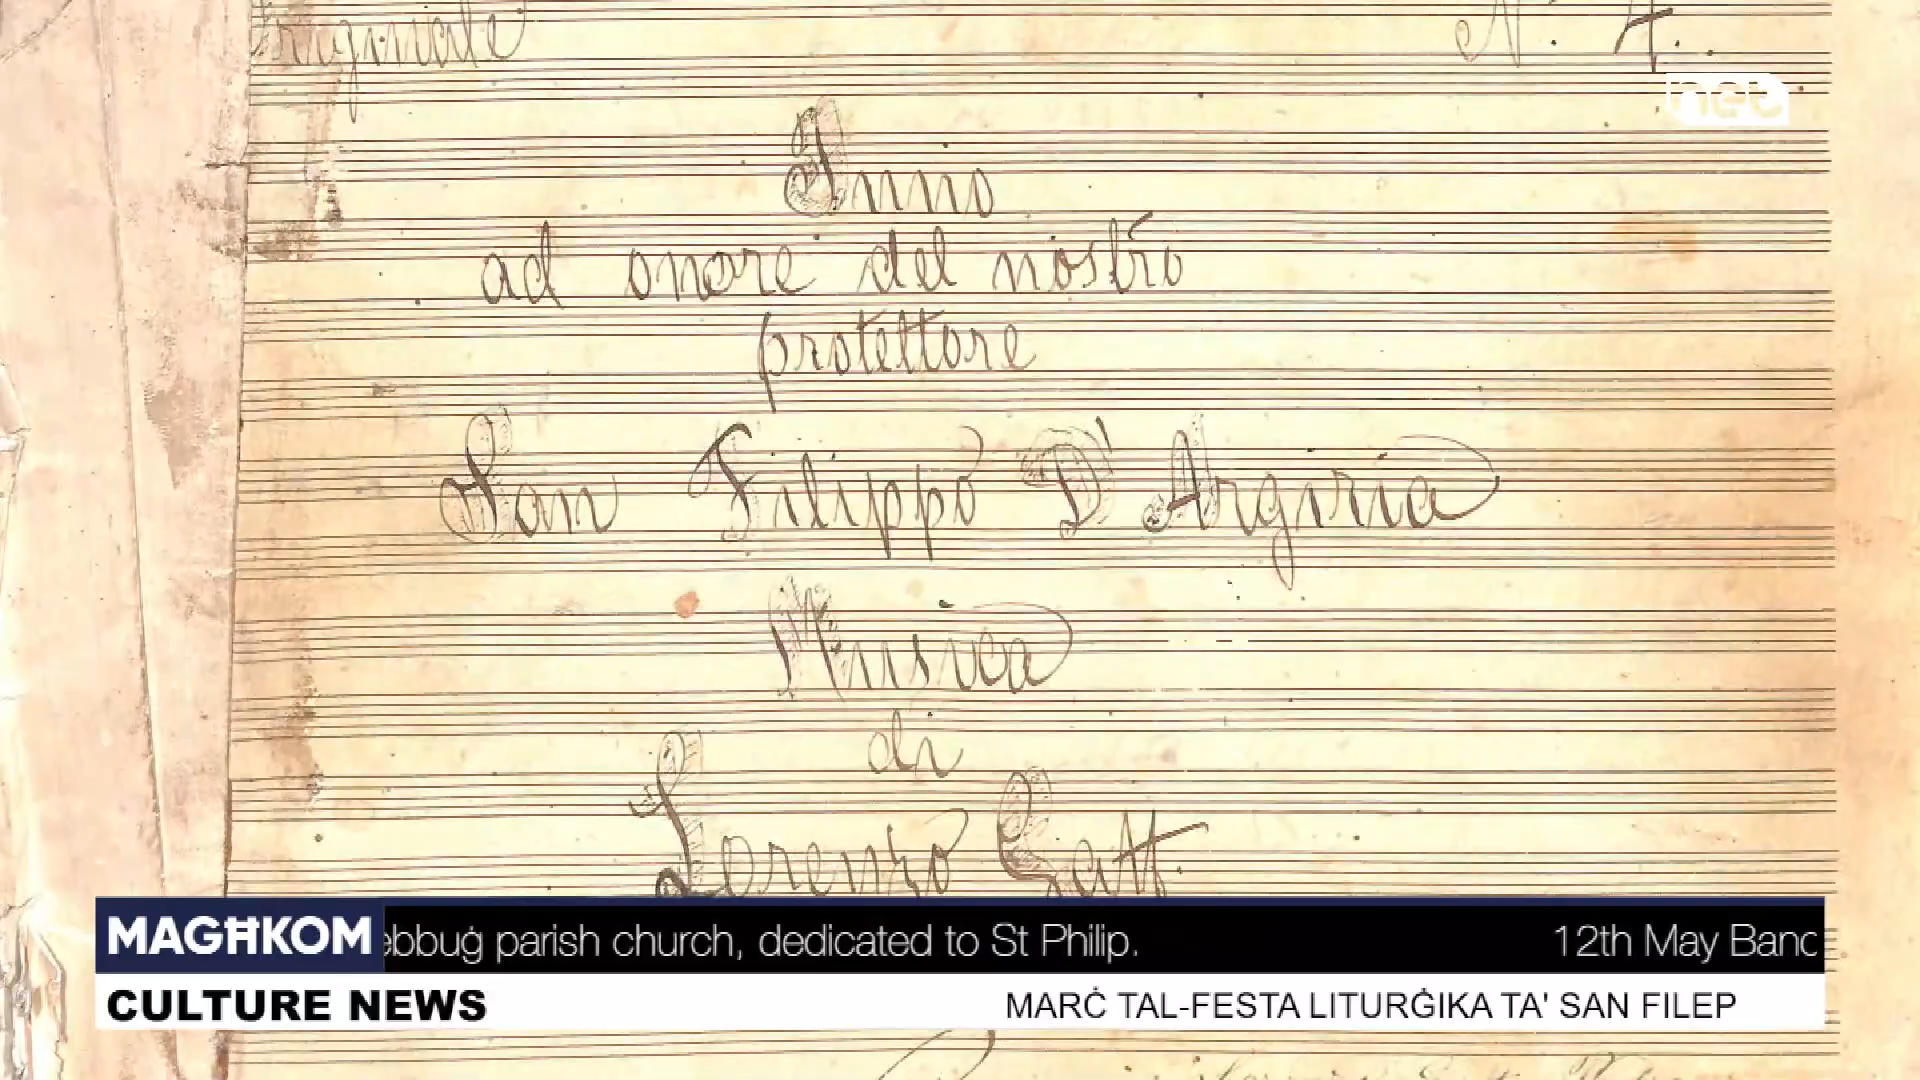 Originale
N. 4.
net
Inno
ad onore del nostro
protettore
San Filippo D'Argiria
Musica
di
Lorenzo Gatt.
MAGĦKOM
ebbuġ parish church, dedicated to St Philip.
12th May Band
CULTURE NEWS
MARĊ TAL-FESTA LITURĠIKA TA' SAN FILEP